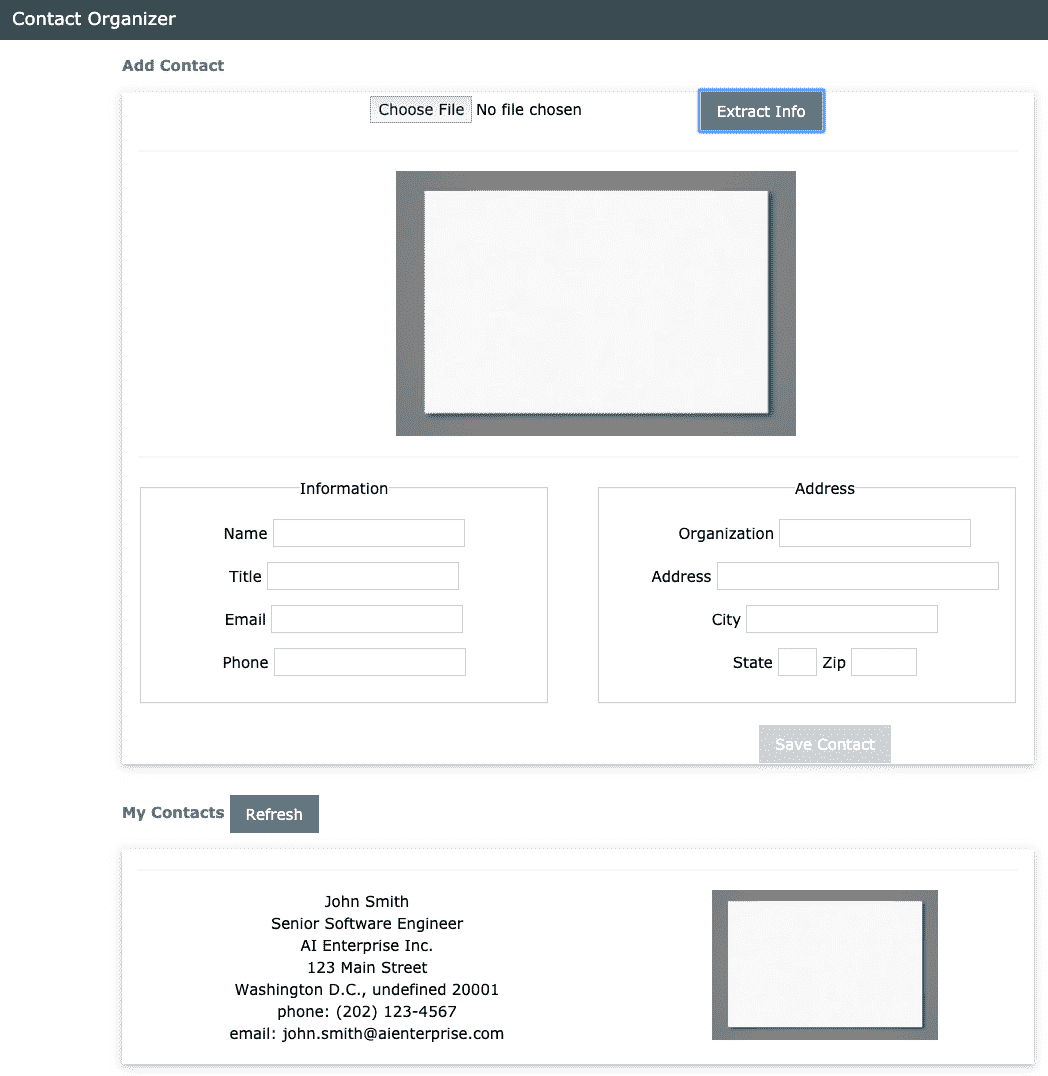 Contact Organizer
Add Contact
Choose File No file chosen
Extract Info
Information
Name
Title
Email
Phone
Address
Organization
Address
City
State Zip
Save Contact
My Contacts Refresh
John Smith
Senior Software Engineer
AI Enterprise Inc.
123 Main Street
Washington D.C., undefined 20001
phone: (202) 123-4567
email: john.smith@aienterprise.com